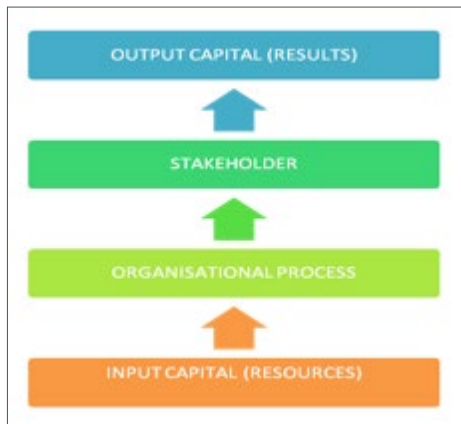 OUTPUT CAPITAL (RESULTS)
STAKEHOLDER
ORGANISATIONAL PROCESS
INPUT CAPITAL (RESOURCES)